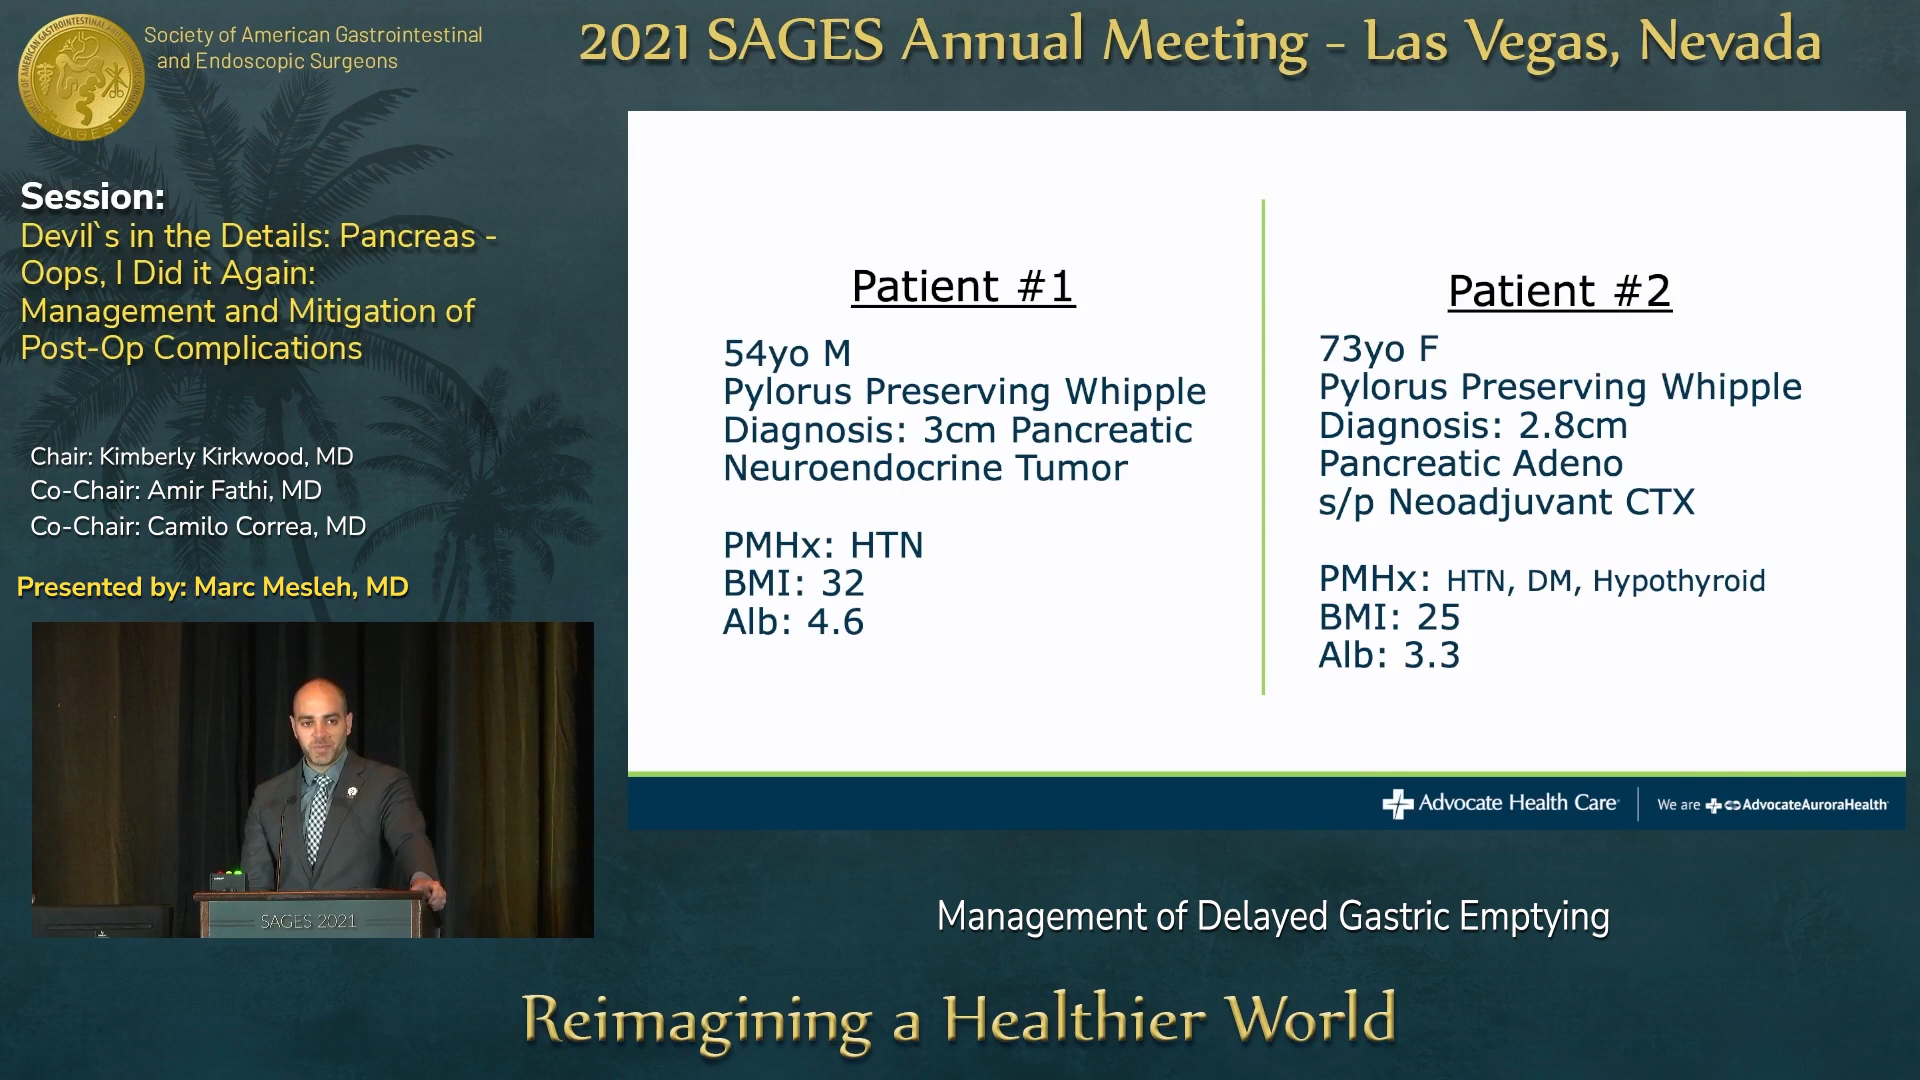 Society of American Gastrointestinal
and Endoscopic Surgeons
2021 SAGES Annual Meeting - Las Vegas, Nevada
SAGES
Session:
Devil`s in the Details: Pancreas -
Oops, I Did it Again:
Management and Mitigation of
Post-Op Complications
Chair: Kimberly Kirkwood, MD
Co-Chair: Amir Fathi, MD
Co-Chair: Camilo Correa, MD
Presented by: Marc Mesleh, MD
SAGES 2021
Patient #1
54yo M
Pylorus Preserving Whipple
Diagnosis: 3cm Pancreatic
Neuroendocrine Tumor
PMHx: HTN
BMI: 32
Alb: 4.6
Patient #2
73yo F
Pylorus Preserving Whipple
Diagnosis: 2.8cm
Pancreatic Adeno
s/p Neoadjuvant CTX
PMHx: HTN, DM, Hypothyroid
BMI: 25
Alb: 3.3
Advocate Health Care
We are AdvocateAuroraHealth
Management of Delayed Gastric Emptying
Reimagining a Healthier World